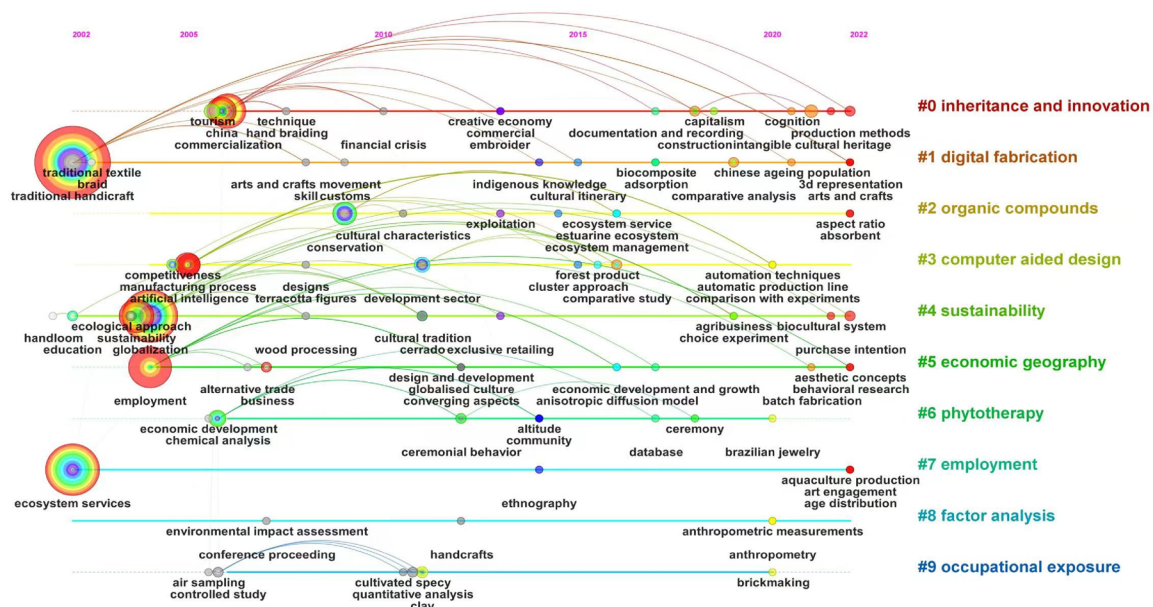 2002 2005 2010 2015 2020 2022
#0 inheritance and innovation
tourism technique creative economy capitalism cognition
china hand braiding commercial documentation and recording production methods
commercialization financial crisis embroider construction intangible cultural heritage
#1 digital fabrication
traditional textile biocomposite chinese ageing population
braid arts and crafts movement indigenous knowledge adsorption 3d representation
traditional handicraft skill customs cultural itinerary comparative analysis arts and crafts
#2 organic compounds
exploitation ecosystem service aspect ratio
cultural characteristics estuarine ecosystem absorbent
conservation ecosystem management
#3 computer aided design
competitiveness forest product automation techniques
manufacturing process designs cluster approach automatic production line
artificial intelligence terracotta figures development sector comparative study comparison with experiments
#4 sustainability
ecological approach agribusiness biocultural system
handloom sustainability cultural tradition choice experiment
education globalization wood processing cerrado exclusive retailing purchase intention
#5 economic geography
design and development aesthetic concepts
alternative trade globalised culture economic development and growth behavioral research
employment business converging aspects anisotropic diffusion model batch fabrication
#6 phytotherapy
economic development altitude ceremony
chemical analysis community
ceremonial behavior database brazilian jewelry
#7 employment
aquaculture production
art engagement
ecosystem services ethnography age distribution
#8 factor analysis
environmental impact assessment anthropometric measurements
conference proceeding handcrafts anthropometry
#9 occupational exposure
air sampling cultivated specy brickmaking
controlled study quantitative analysis
clay